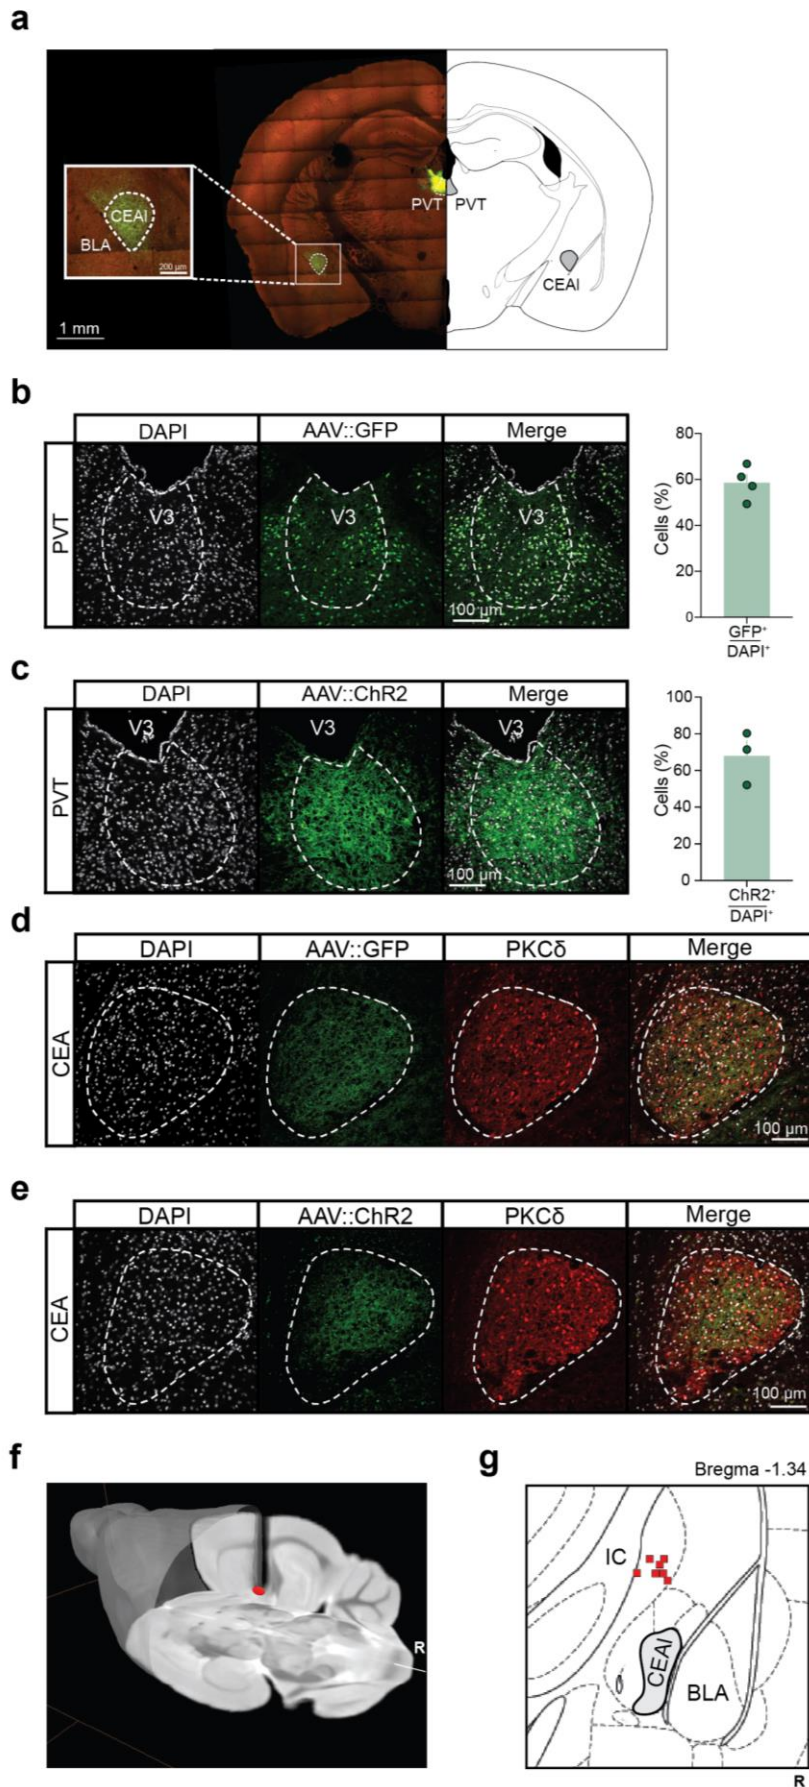 a
CEAl
BLA
200 µm
PVT PVT
CEAl
1 mm
b
DAPI AAV::GFP Merge
PVT
V3 V3 V3
100 µm
80
60
40
20
0
Cells (%)
GFP⁺
DAPI⁺
c
DAPI AAV::ChR2 Merge
PVT
V3 V3 V3
100 µm
100
80
60
40
20
0
Cells (%)
ChR2⁺
DAPI⁺
d
DAPI AAV::GFP PKCδ Merge
CEA
100 µm
e
DAPI AAV::ChR2 PKCδ Merge
CEA
100 µm
f
R
g
Bregma -1.34
IC
CEAl
BLA
R